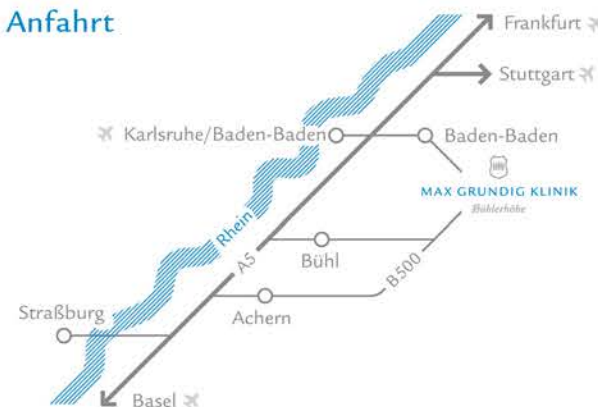 Anfahrt
Frankfurt
Stuttgart
Karlsruhe/Baden-Baden
Baden-Baden
MAX GRUNDIG KLINIK
Bühlerhöhe
Rhein
A5
Bühl
B500
Straßburg
Achern
Basel